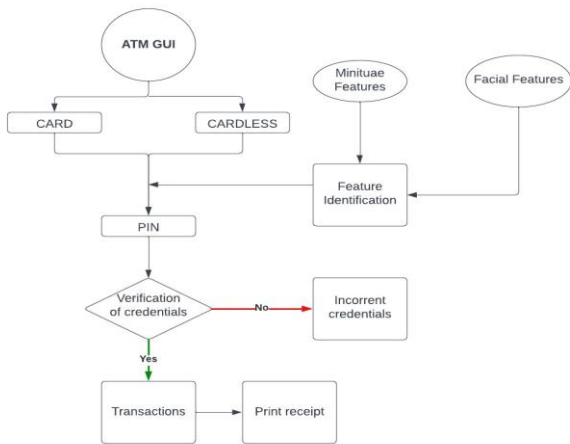 ATM GUI
Minituae
Features
Facial Features
CARD
CARDLESS
Feature
Identification
PIN
Verification
of credentials
No
Incorrent
credentials
Yes
Transactions
Print receipt